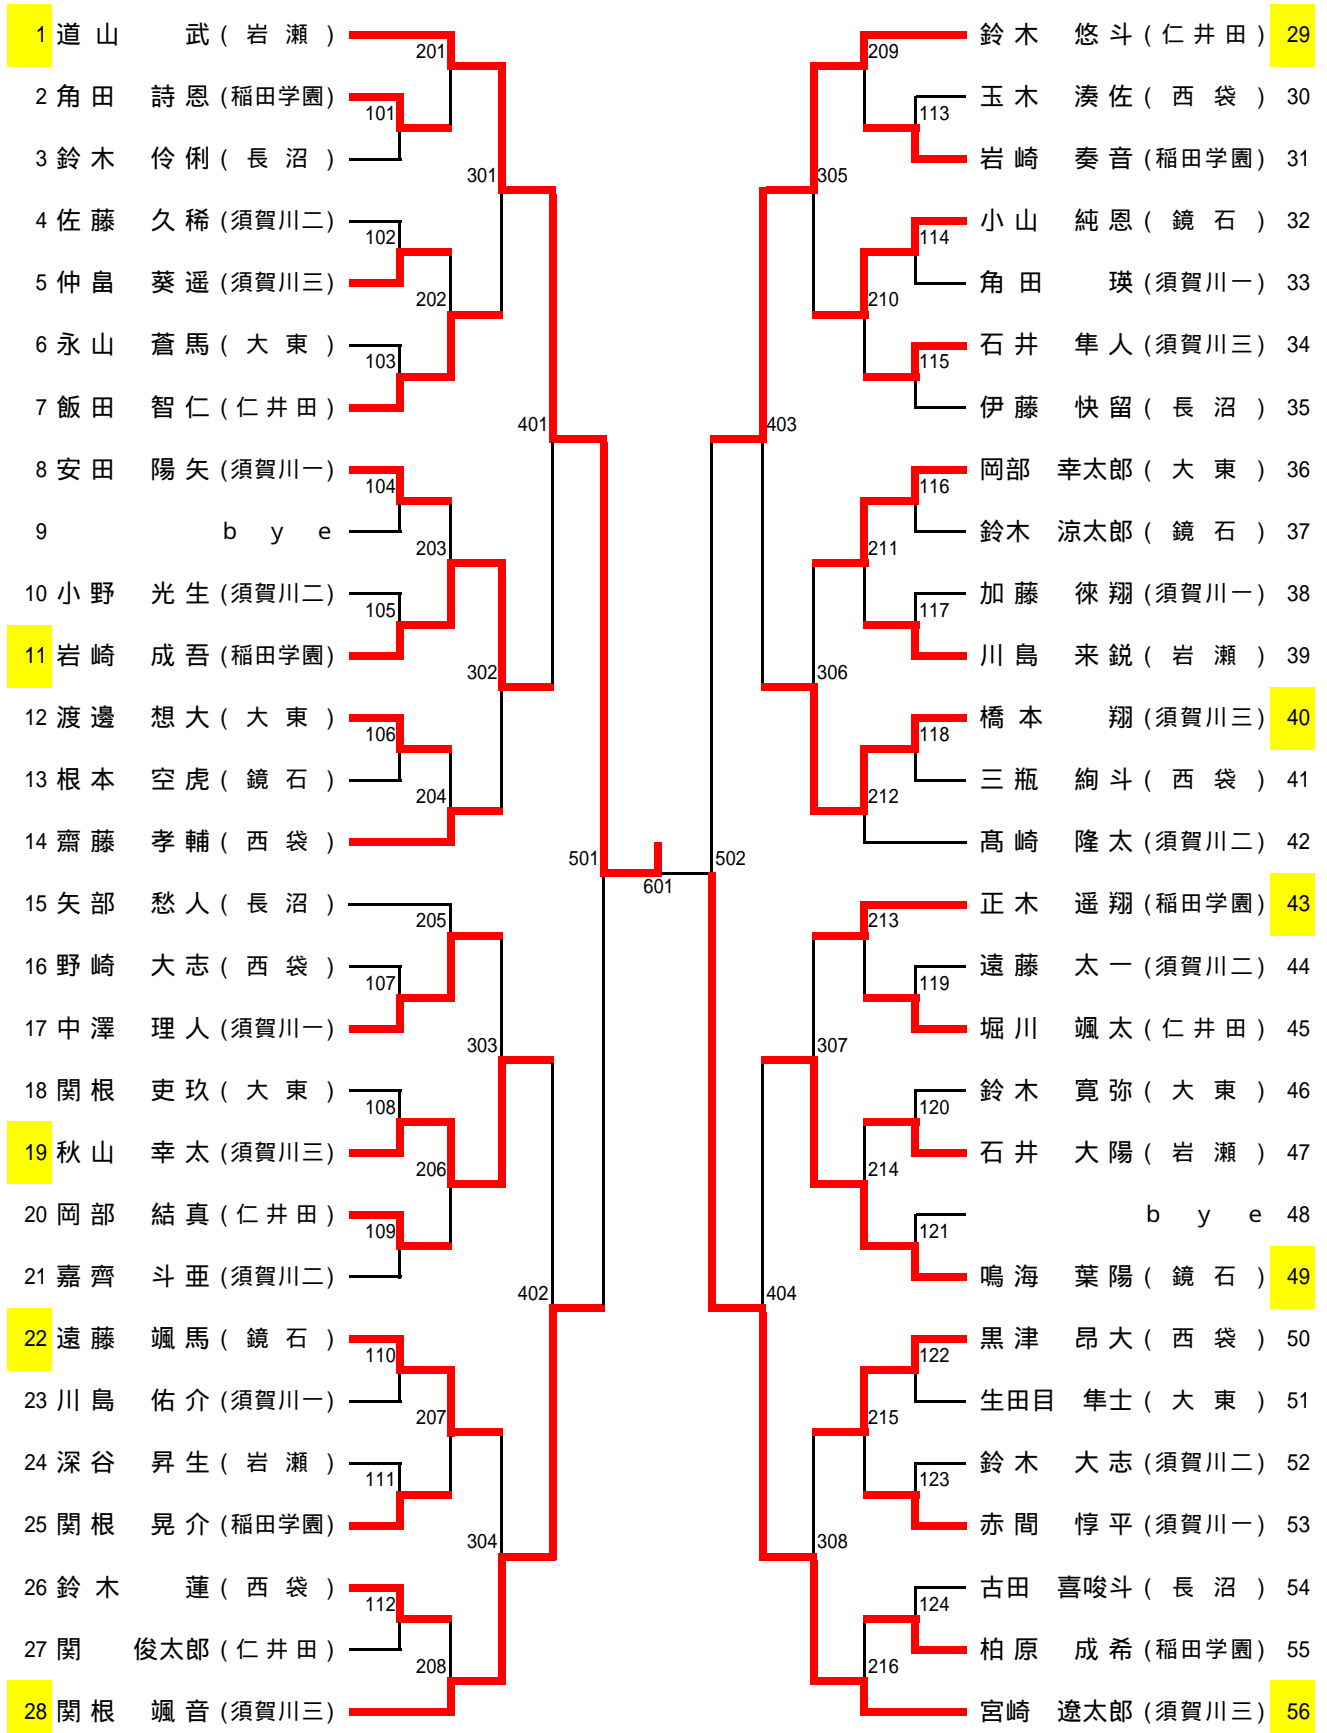 1 道山 武 (岩瀬)
2 角田 詩恩 (稲田学園)
3 鈴木 伶俐 (長沼)
4 佐藤 久稀 (須賀川二)
5 仲畠 葵遥 (須賀川三)
6 永山 蒼馬 (大東)
7 飯田 智仁 (仁井田)
8 安田 陽矢 (須賀川一)
9 bye
10 小野 光生 (須賀川二)
11 岩崎 成吾 (稲田学園)
12 渡邊 想大 (大東)
13 根本 空虎 (鏡石)
14 齋藤 孝輔 (西袋)
15 矢部 愁人 (長沼)
16 野崎 大志 (西袋)
17 中澤 理人 (須賀川一)
18 関根 吏玖 (大東)
19 秋山 幸太 (須賀川三)
20 岡部 結真 (仁井田)
21 嘉齊 斗亜 (須賀川二)
22 遠藤 颯馬 (鏡石)
23 川島 佑介 (須賀川一)
24 深谷 昇生 (岩瀬)
25 関根 晃介 (稲田学園)
26 鈴木 蓮 (西袋)
27 関 俊太郎 (仁井田)
28 関根 颯音 (須賀川三)
101
102
103
104
105
106
107
108
109
110
111
112
201
202
203
204
205
206
207
208
301
302
303
304
401
402
501
601
502
403
404
305
306
307
308
209
210
211
212
213
214
215
216
113
114
115
116
117
118
119
120
121
122
123
124
鈴木 悠斗 (仁井田) 29
玉木 湊佐 (西袋) 30
岩崎 奏音 (稲田学園) 31
小山 純恩 (鏡石) 32
角田 瑛 (須賀川一) 33
石井 隼人 (須賀川三) 34
伊藤 快留 (長沼) 35
岡部 幸太郎 (大東) 36
鈴木 涼太郎 (鏡石) 37
加藤 徠翔 (須賀川一) 38
川島 来鋭 (岩瀬) 39
橋本 翔 (須賀川三) 40
三瓶 絢斗 (西袋) 41
髙崎 隆太 (須賀川二) 42
正木 遥翔 (稲田学園) 43
遠藤 太一 (須賀川二) 44
堀川 颯太 (仁井田) 45
鈴木 寛弥 (大東) 46
石井 大陽 (岩瀬) 47
bye 48
鳴海 葉陽 (鏡石) 49
黒津 昂大 (西袋) 50
生田目 隼士 (大東) 51
鈴木 大志 (須賀川二) 52
赤間 惇平 (須賀川一) 53
古田 喜唆斗 (長沼) 54
柏原 成希 (稲田学園) 55
宮崎 遼太郎 (須賀川三) 56